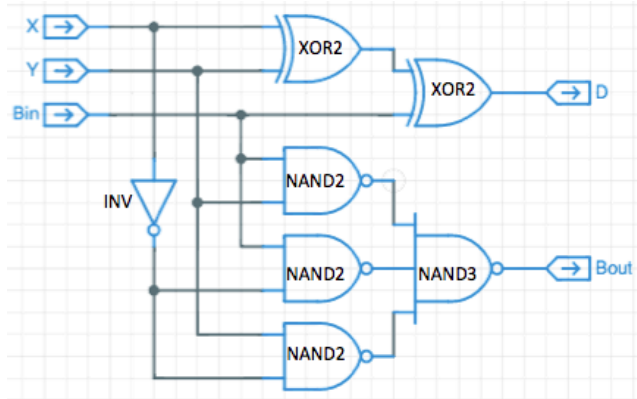 X
XOR2
Y
XOR2
D
Bin
NAND2
INV
NAND2
NAND3
Bout
NAND2